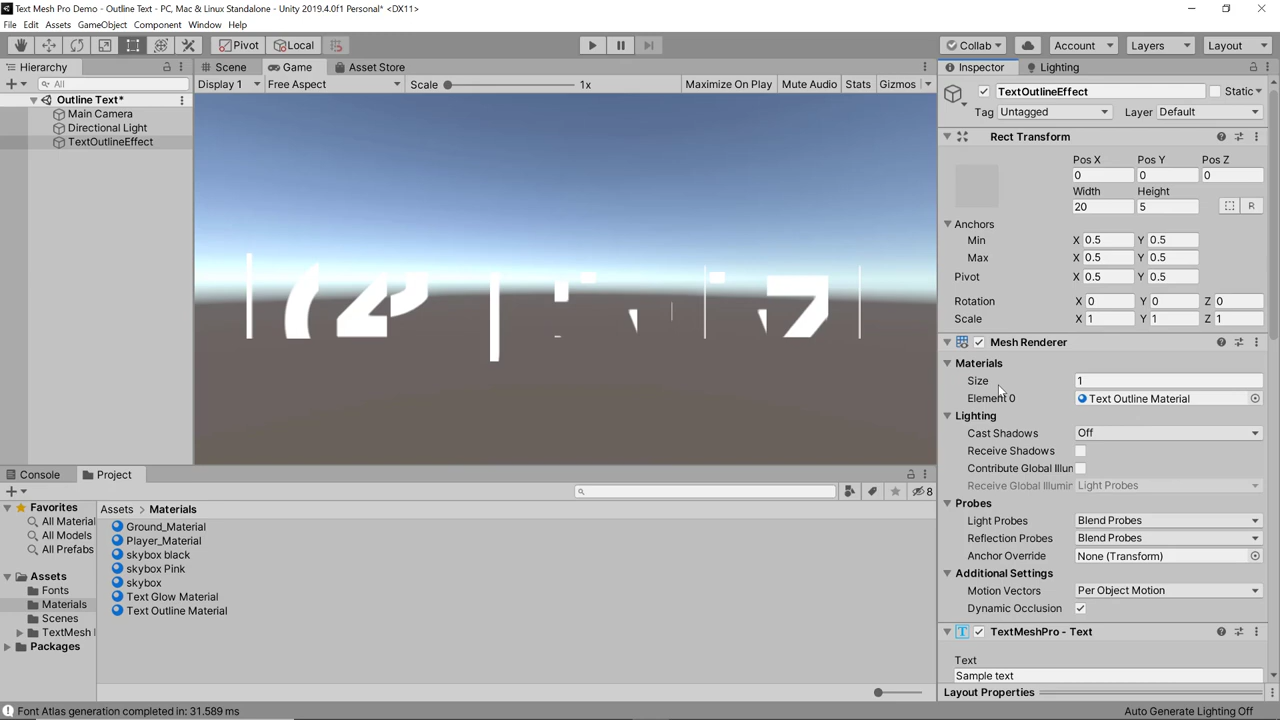 Text Mesh Pro Demo - Outline Text - PC, Mac & Linux Standalone - Unity 2019.4.0f1 Personal* <DX11>
File Edit Assets GameObject Component Window Help
Pivot Local Collab Account Layers Layout
Hierarchy
All
Outline Text*
Main Camera
Directional Light
TextOutlineEffect
Scene Game Asset Store
Display 1 Free Aspect Scale 1x Maximize On Play Mute Audio Stats Gizmos
Inspector Lighting
TextOutlineEffect Static
Tag Untagged Layer Default
Rect Transform
Pos X Pos Y Pos Z
0 0 0
Width Height
20 5 R
Anchors
Min X 0.5 Y 0.5
Max X 0.5 Y 0.5
Pivot X 0.5 Y 0.5
Rotation X 0 Y 0 Z 0
Scale X 1 Y 1 Z 1
Mesh Renderer
Materials
Size 1
Element 0 Text Outline Material
Lighting
Cast Shadows Off
Receive Shadows
Contribute Global Illun
Receive Global Illumin Light Probes
Probes
Light Probes Blend Probes
Reflection Probes Blend Probes
Anchor Override None (Transform)
Additional Settings
Motion Vectors Per Object Motion
Dynamic Occlusion
TextMeshPro - Text
Text
Sample text
Layout Properties
Console Project
8
Favorites
All Material
All Models
All Prefabs
Assets
Fonts
Materials
Scenes
TextMesh
Packages
Assets > Materials
Ground_Material
Player_Material
skybox black
skybox Pink
skybox
Text Glow Material
Text Outline Material
Font Atlas generation completed in: 31.589 ms
Auto Generate Lighting Off